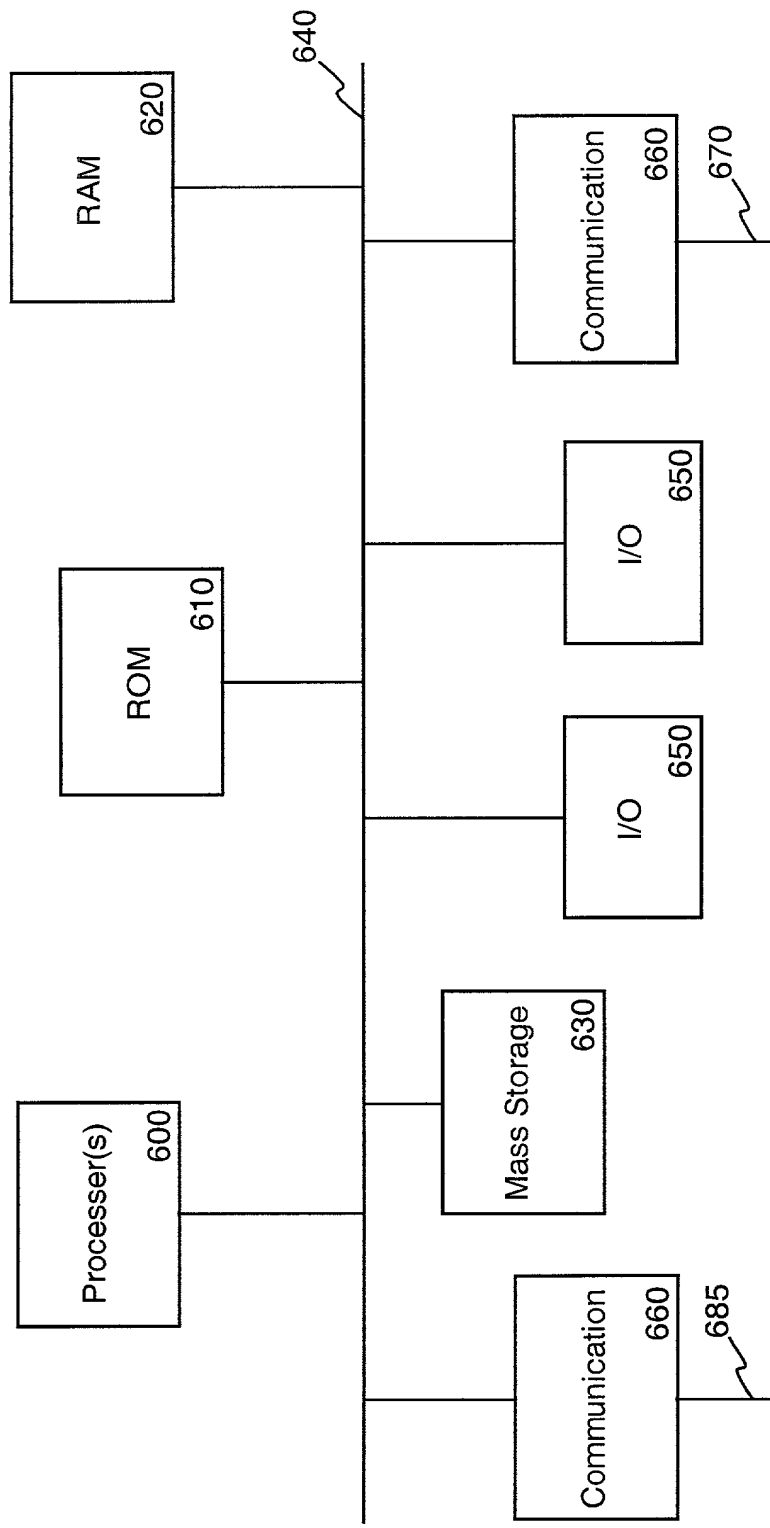 Processer(s)
600
ROM
610
RAM
620
640
Communication
660
685
Mass Storage
630
I/O
650
I/O
650
Communication
660
670